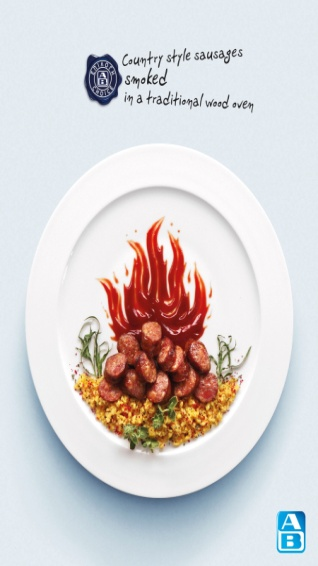 Country style sausages
smoked
in a traditional wood oven
AB
A
B